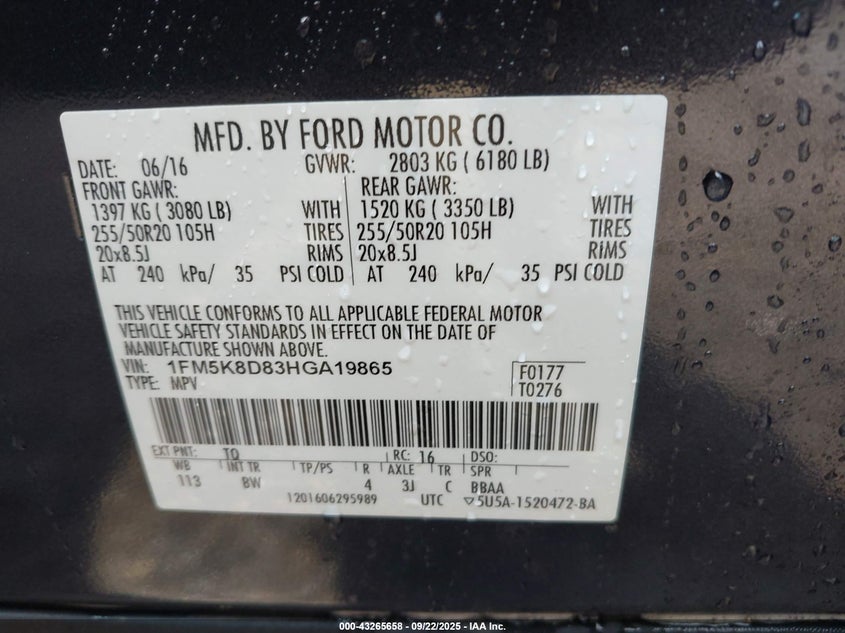 MFD. BY FORD MOTOR CO.
DATE: 06/16 GVWR: 2803 KG ( 6180 LB)
FRONT GAWR: REAR GAWR:
1397 KG ( 3080 LB) WITH 1520 KG ( 3350 LB) WITH
255/50R20 105H TIRES 255/50R20 105H TIRES
20x8.5J RIMS 20x8.5J RIMS
AT 240 kPa/ 35 PSI COLD AT 240 kPa/ 35 PSI COLD
THIS VEHICLE CONFORMS TO ALL APPLICABLE FEDERAL MOTOR
VEHICLE SAFETY STANDARDS IN EFFECT ON THE DATE OF
MANUFACTURE SHOWN ABOVE.
VIN: 1FM5K8D83HGA19865 F0177
TYPE: MPV T0276
EXT PNT: TQ RC: 16 DSO:
WB INT TR TP/PS R AXLE TR SPR
113 BW 4 3J C BBAA
1201606295989 UTC ▽5U5A-1520472-BA
000-43265658 - 09/22/2025 - IAA Inc.